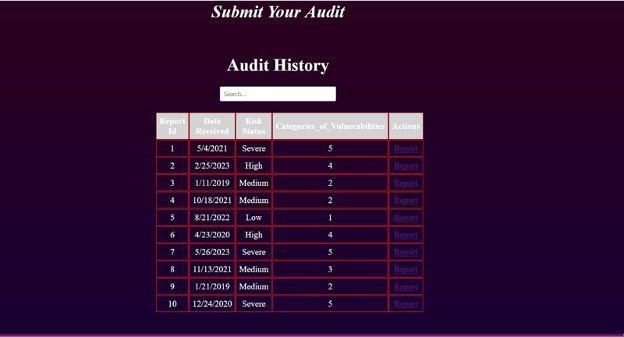 Submit Your Audit
Audit History
Search...
Report Id Date Received Risk Status Categories_of_Vulnerabilities Actions
1 5/4/2021 Severe 5 Report
2 2/25/2023 High 4 Report
3 1/11/2019 Medium 2 Report
4 10/18/2021 Medium 2 Report
5 8/21/2022 Low 1 Report
6 4/23/2020 High 4 Report
7 5/26/2023 Severe 5 Report
8 11/13/2021 Medium 3 Report
9 1/21/2019 Medium 2 Report
10 12/24/2020 Severe 5 Report